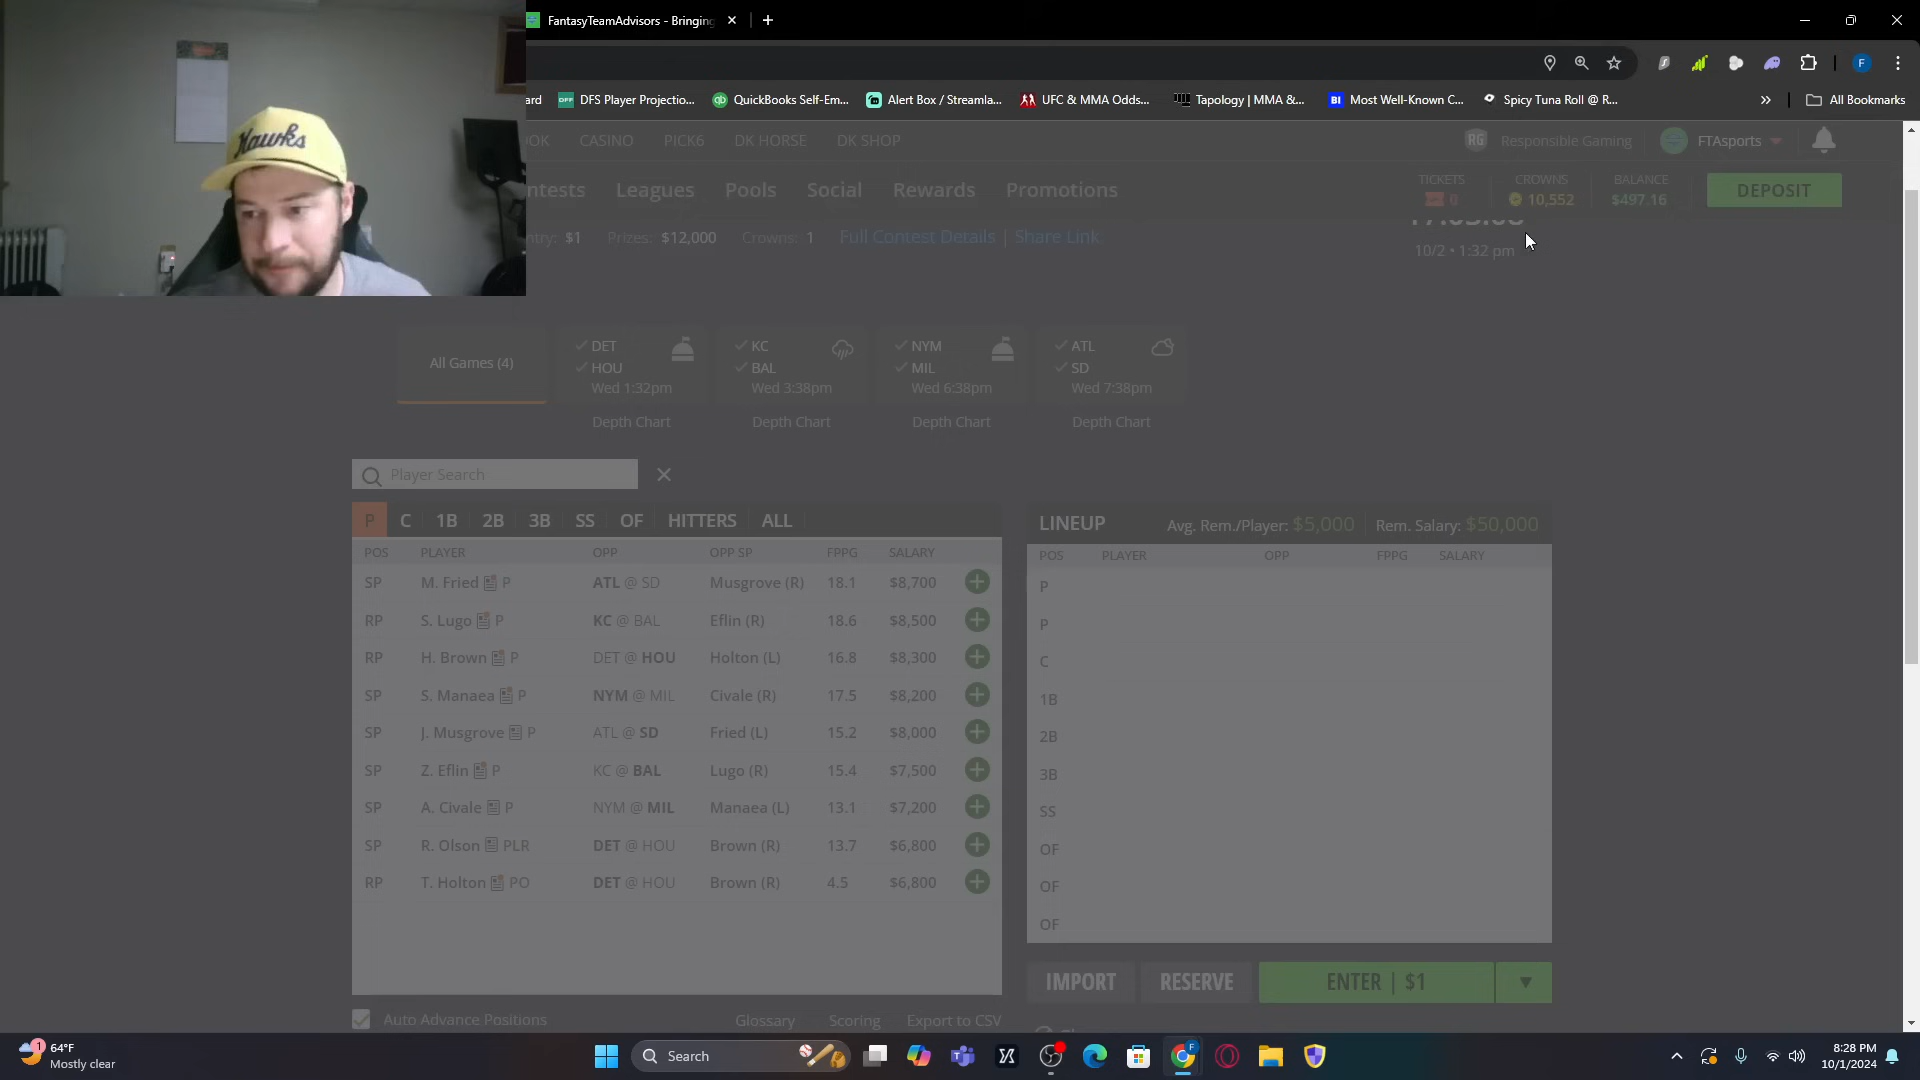 FantasyTeamAdvisors - Bringing
ard DFS Player Projectio... QuickBooks Self-Em... Alert Box / Streamla... UFC & MMA Odds... Tapology | MMA &... Most Well-Known C... Spicy Tuna Roll @ R... » All Bookmarks
OK CASINO PICK6 DK HORSE DK SHOP RG Responsible Gaming FTAsports
ntests Leagues Pools Social Rewards Promotions
TICKETS CROWNS BALANCE
0 10,552 $497.16
DEPOSIT
ntry: $1 Prizes: $12,000 Crowns: 1 Full Contest Details | Share Link
10/2 • 1:32 pm
Hawks
All Games (4)
DET
HOU
Wed 1:32pm
Depth Chart
KC
BAL
Wed 3:38pm
Depth Chart
NYM
MIL
Wed 6:38pm
Depth Chart
ATL
SD
Wed 7:38pm
Depth Chart
Player Search
P C 1B 2B 3B SS OF HITTERS ALL
POS PLAYER OPP OPP SP FPPG SALARY
SP M. Fried P ATL @ SD Musgrove (R) 18.1 $8,700
RP S. Lugo P KC @ BAL Eflin (R) 18.6 $8,500
RP H. Brown P DET @ HOU Holton (L) 16.8 $8,300
SP S. Manaea P NYM @ MIL Civale (R) 17.5 $8,200
SP J. Musgrove P ATL @ SD Fried (L) 15.2 $8,000
SP Z. Eflin P KC @ BAL Lugo (R) 15.4 $7,500
SP A. Civale P NYM @ MIL Manaea (L) 13.1 $7,200
SP R. Olson PLR DET @ HOU Brown (R) 13.7 $6,800
RP T. Holton PO DET @ HOU Brown (R) 4.5 $6,800
Auto Advance Positions Glossary Scoring Export to CSV
LINEUP Avg. Rem./Player: $5,000 Rem. Salary: $50,000
POS PLAYER OPP FPPG SALARY
P
P
C
1B
2B
3B
SS
OF
OF
OF
IMPORT RESERVE ENTER | $1
1 64°F
Mostly clear
Search
F
8:28 PM
10/1/2024